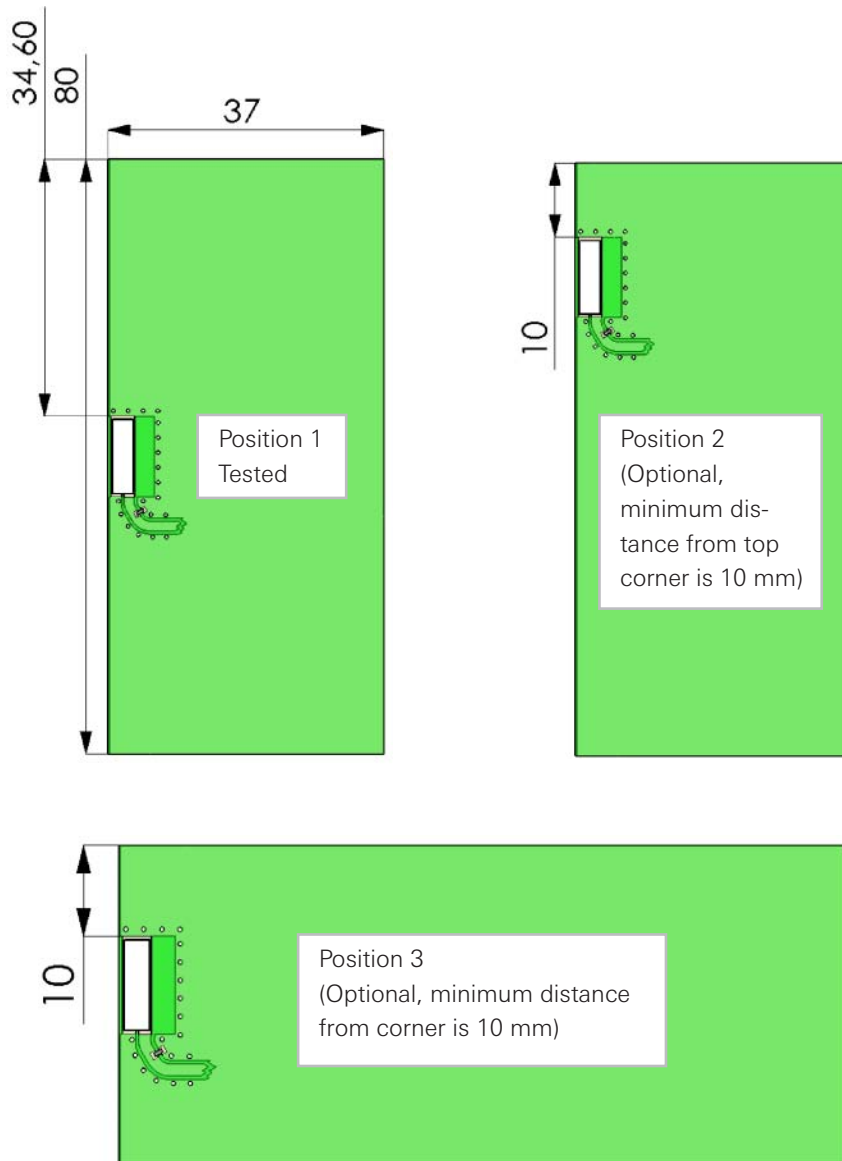 34,60
80
37
Position 1
Tested
10
Position 2
(Optional,
minimum dis-
tance from top
corner is 10 mm)
10
Position 3
(Optional, minimum distance
from corner is 10 mm)